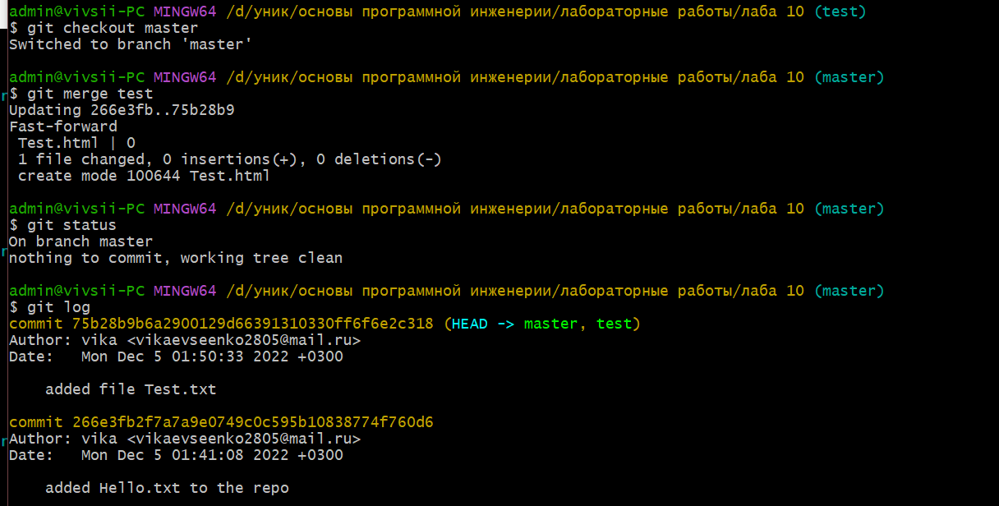 admin@vivsii-PC MINGW64 /d/уник/основы программной инженерии/лабораторные работы/лаба 10 (test)
$ git checkout master
Switched to branch 'master'
admin@vivsii-PC MINGW64 /d/уник/основы программной инженерии/лабораторные работы/лаба 10 (master)
$ git merge test
Updating 266e3fb..75b28b9
Fast-forward
 Test.html | 0
 1 file changed, 0 insertions(+), 0 deletions(-)
 create mode 100644 Test.html
admin@vivsii-PC MINGW64 /d/уник/основы программной инженерии/лабораторные работы/лаба 10 (master)
$ git status
On branch master
nothing to commit, working tree clean
admin@vivsii-PC MINGW64 /d/уник/основы программной инженерии/лабораторные работы/лаба 10 (master)
$ git log
commit 75b28b9b6a2900129d66391310330ff6f6e2c318 (HEAD -> master, test)
Author: vika <vikaevseenko2805@mail.ru>
Date:   Mon Dec 5 01:50:33 2022 +0300
    added file Test.txt
commit 266e3fb2f7a7a9e0749c0c595b10838774f760d6
Author: vika <vikaevseenko2805@mail.ru>
Date:   Mon Dec 5 01:41:08 2022 +0300
    added Hello.txt to the repo